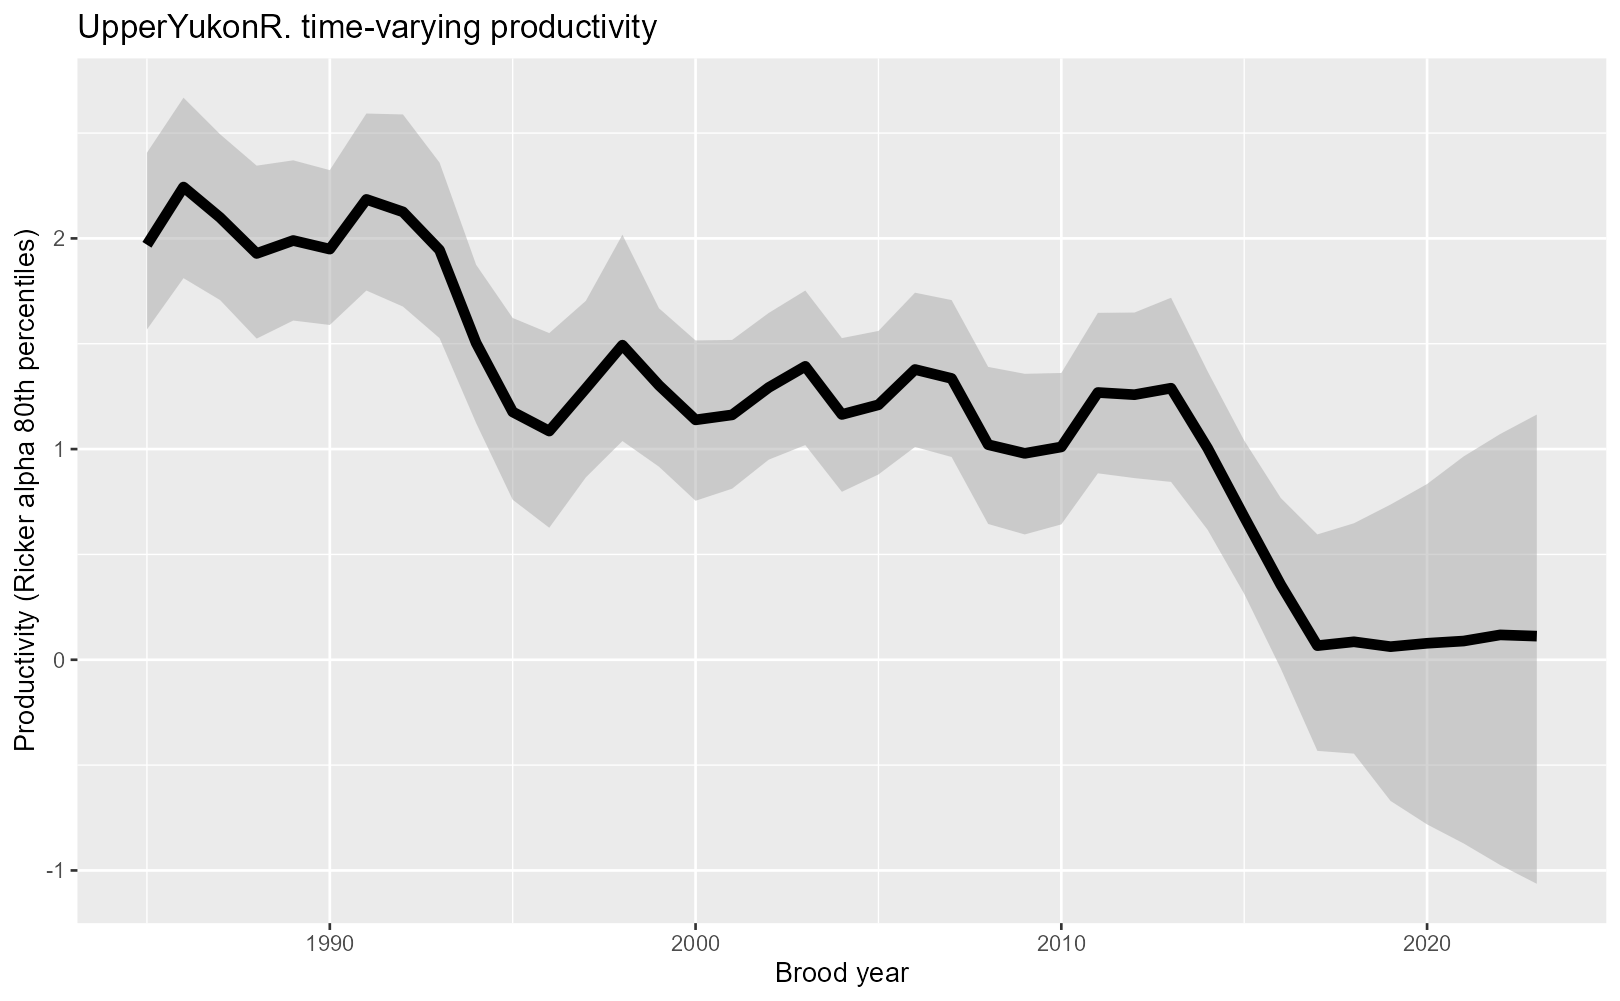 UpperYukonR. time-varying productivity
Productivity (Ricker alpha 80th percentiles)
2
1
0
-1
1990
2000
2010
2020
Brood year